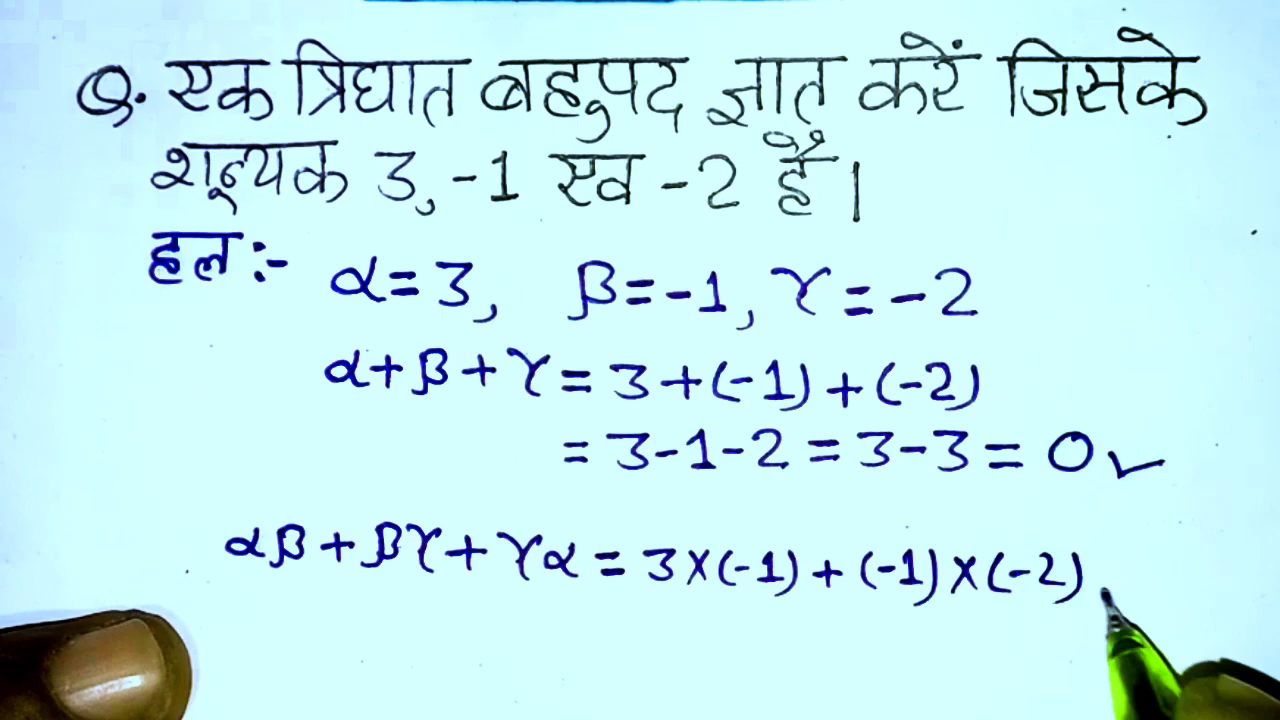 Q. एक त्रिघात बहुपद ज्ञात करें जिसके
शून्यक 3, -1 एव -2 है।
हल :- α = 3, β = -1, γ = -2
α + β + γ = 3 + (-1) + (-2)
= 3 - 1 - 2 = 3 - 3 = 0 ✓
αβ + βγ + γα = 3 × (-1) + (-1) × (-2)